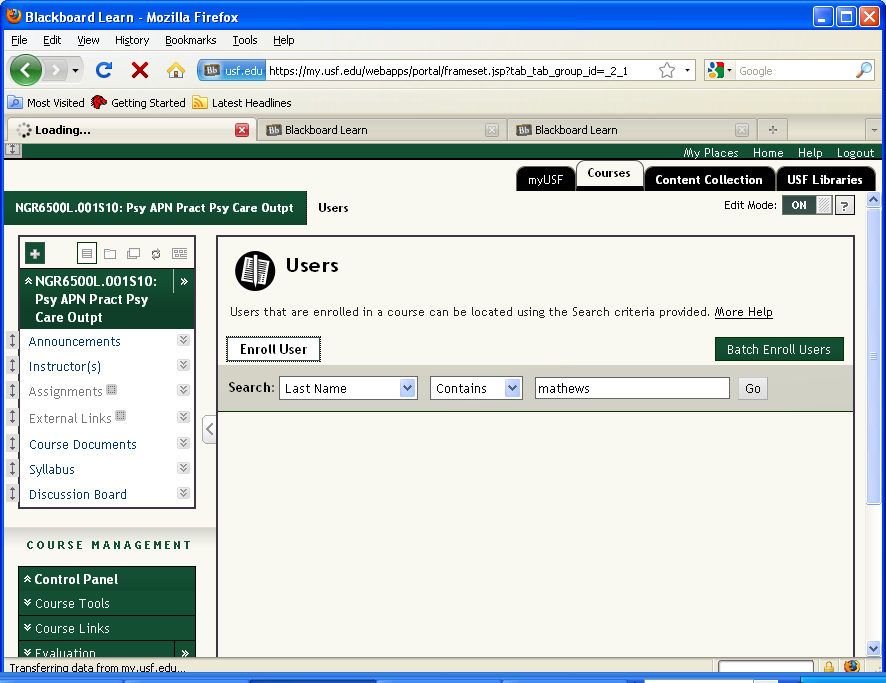 Blackboard Learn - Mozilla Firefox
File Edit View History Bookmarks Tools Help
Bb usf.edu https://my.usf.edu/webapps/portal/frameset.jsp?tab_tab_group_id=_2_1 Google
Most Visited Getting Started Latest Headlines
Loading... Bb Blackboard Learn Bb Blackboard Learn
My Places Home Help Logout
myUSF Courses Content Collection USF Libraries
NGR6500L.001S10: Psy APN Pract Psy Care Outpt Users Edit Mode: ON ?
NGR6500L.001S10:
Psy APN Pract Psy
Care Outpt
Announcements
Instructor(s)
Assignments
External Links
Course Documents
Syllabus
Discussion Board
COURSE MANAGEMENT
Control Panel
Course Tools
Course Links
Evaluation
Users
Users that are enrolled in a course can be located using the Search criteria provided. More Help
Enroll User Batch Enroll Users
Search: Last Name Contains mathews Go
Transferring data from my.usf.edu...